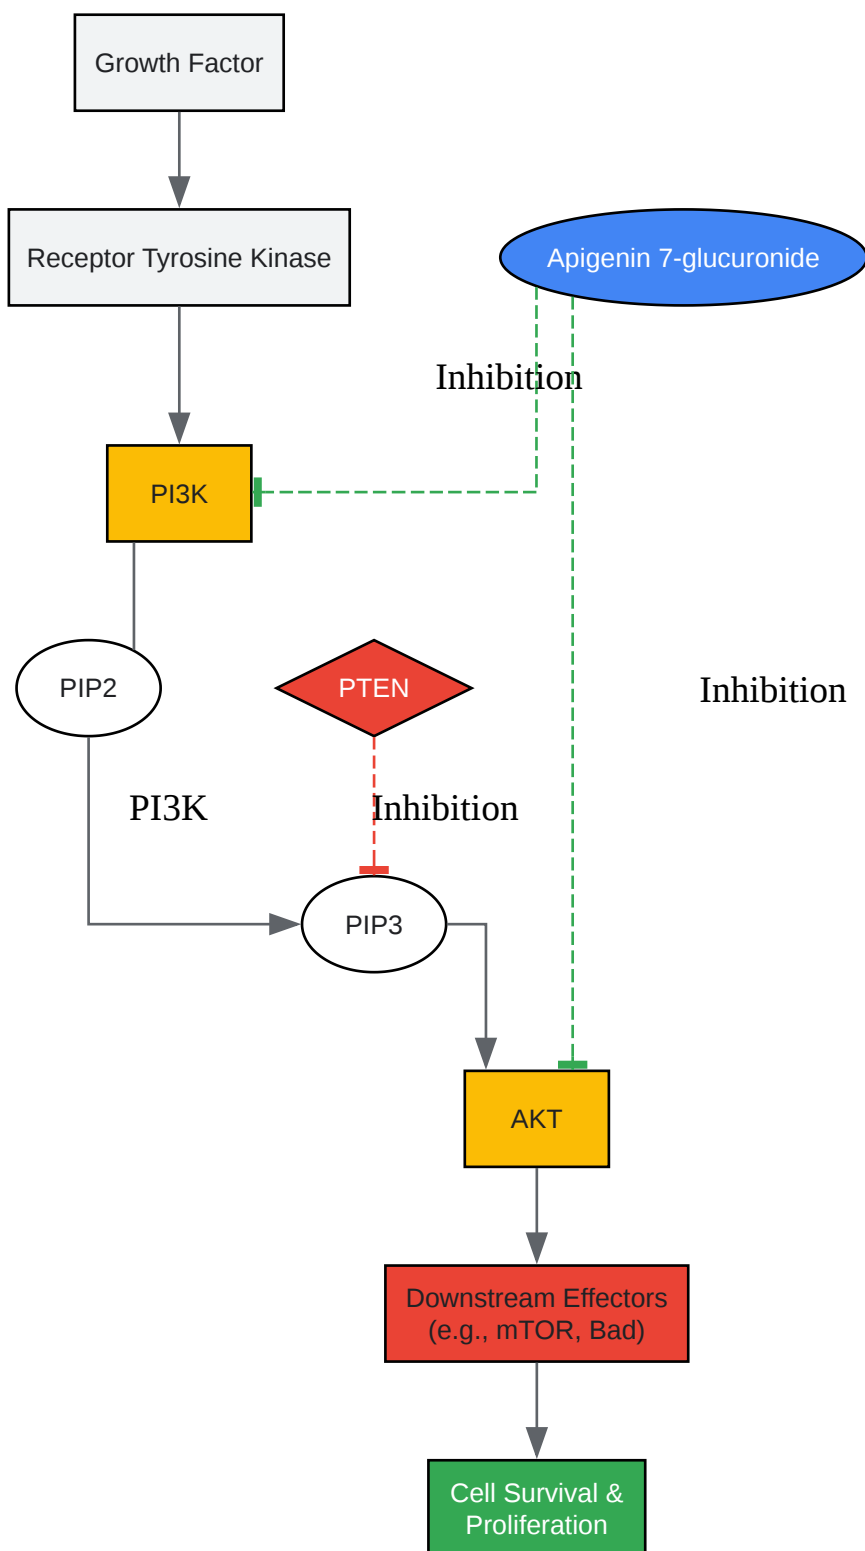 Growth Factor
Receptor Tyrosine Kinase
Apigenin 7-glucuronide
Inhibition
PI3K
PIP2
PTEN
Inhibition
PI3K
Inhibition
PIP3
AKT
Downstream Effectors
(e.g., mTOR, Bad)
Cell Survival &
Proliferation